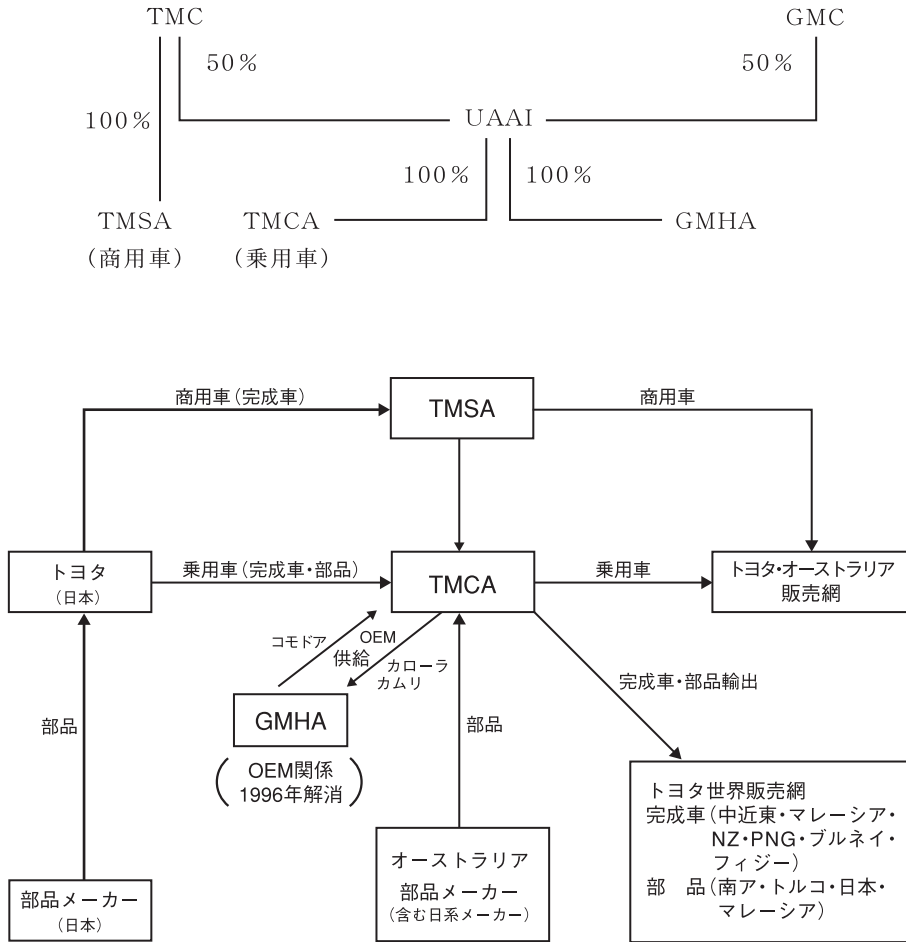 TMC
GMC
50%
50%
100%
UAAI
100%
100%
TMSA
(商用車)
TMCA
(乗用車)
GMHA
商用車(完成車)
TMSA
商用車
トヨタ
(日本)
乗用車(完成車・部品)
TMCA
乗用車
トヨタ・オーストラリア
販売網
コモドア
OEM
供給
カローラ
カムリ
完成車・部品輸出
部品
GMHA
部品
(OEM関係
1996年解消)
トヨタ世界販売網
完成車(中近東・マレーシア・
NZ・PNG・ブルネイ・
フィジー)
部 品(南ア・トルコ・日本・
マレーシア)
オーストラリア
部品メーカー
(含む日系メーカー)
部品メーカー
(日本)